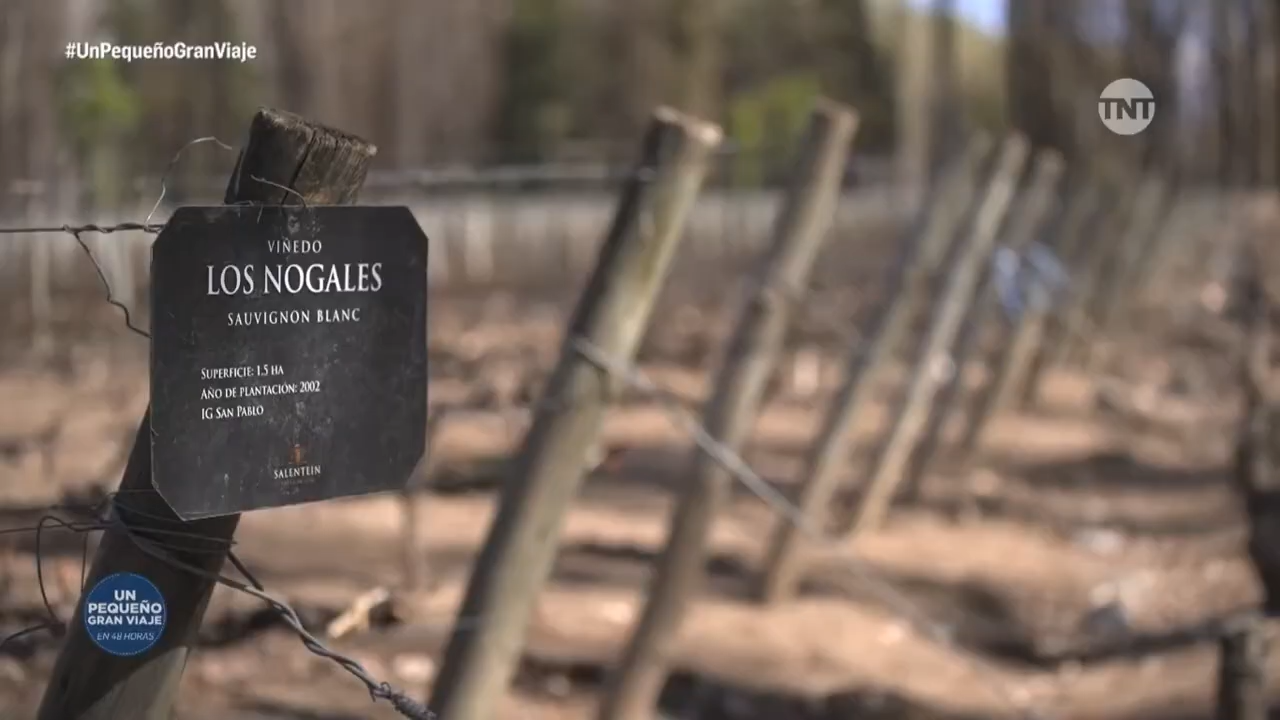 #UnPequeñoGranViaje
TNT
VIÑEDO
LOS NOGALES
SAUVIGNON BLANC
SUPERFICIE: 1.5 HA
AÑO DE PLANTACIÓN: 2002
IG SAN PABLO
SALENTEIN
UN
PEQUEÑO
GRAN VIAJE
EN 48 HORAS